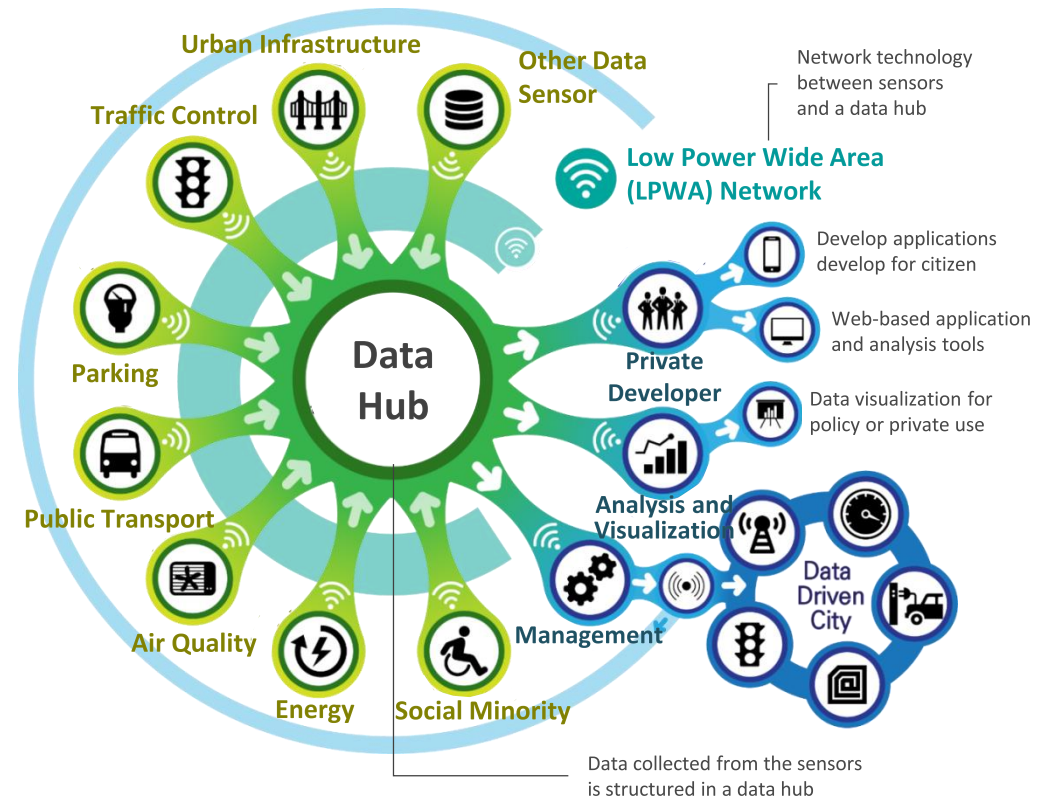 Urban Infrastructure
Other Data
Sensor
Traffic Control
Network technology
between sensors
and a data hub
Low Power Wide Area
(LPWA) Network
Develop applications
develop for citizen
Web-based application
and analysis tools
Parking
Data
Hub
Private
Developer
Data visualization for
policy or private use
Public Transport
Analysis and
Visualization
Data
Driven
City
Air Quality
Management
Energy
Social Minority
Data collected from the sensors
is structured in a data hub